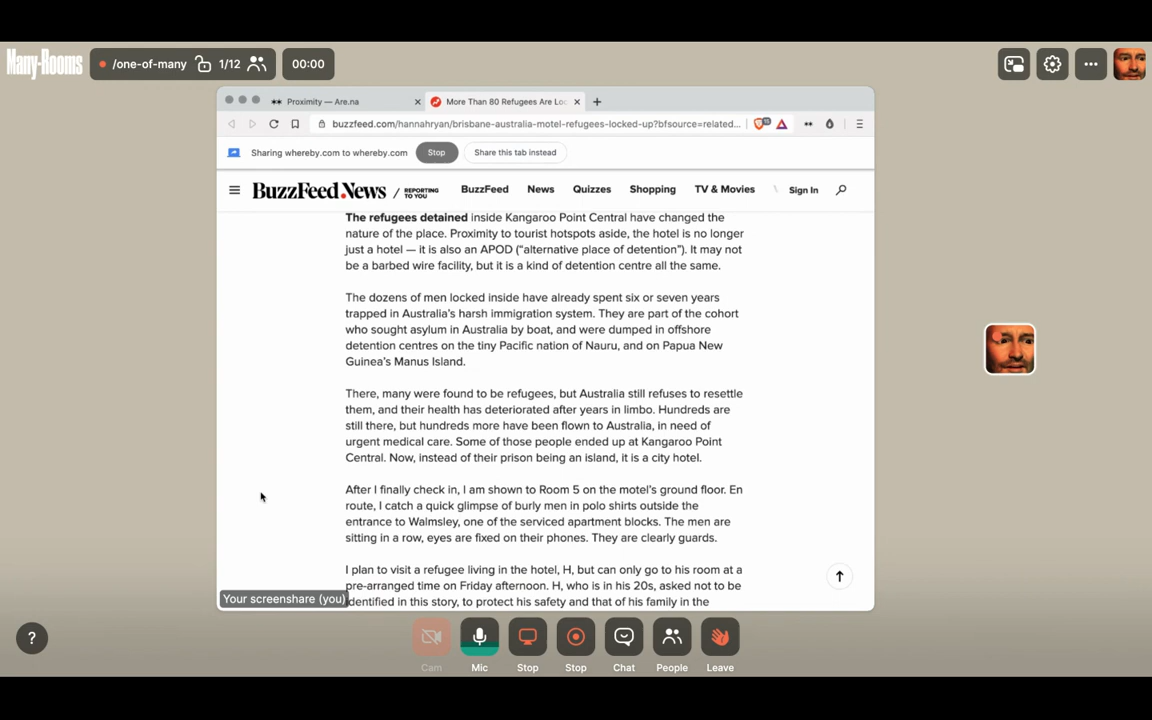 Many-Rooms
/one-of-many
1/12
00:00
Proximity — Are.na
More Than 80 Refugees Are Loc
buzzfeed.com/hannahryan/brisbane-australia-motel-refugees-locked-up?bfsource=related...
Sharing whereby.com to whereby.com
Stop
Share this tab instead
BuzzFeed News / REPORTING TO YOU
BuzzFeed
News
Quizzes
Shopping
TV & Movies
Sign In
The refugees detained inside Kangaroo Point Central have changed the
nature of the place. Proximity to tourist hotspots aside, the hotel is no longer
just a hotel — it is also an APOD (“alternative place of detention”). It may not
be a barbed wire facility, but it is a kind of detention centre all the same.
The dozens of men locked inside have already spent six or seven years
trapped in Australia’s harsh immigration system. They are part of the cohort
who sought asylum in Australia by boat, and were dumped in offshore
detention centres on the tiny Pacific nation of Nauru, and on Papua New
Guinea’s Manus Island.
There, many were found to be refugees, but Australia still refuses to resettle
them, and their health has deteriorated after years in limbo. Hundreds are
still there, but hundreds more have been flown to Australia, in need of
urgent medical care. Some of those people ended up at Kangaroo Point
Central. Now, instead of their prison being an island, it is a city hotel.
After I finally check in, I am shown to Room 5 on the motel’s ground floor. En
route, I catch a quick glimpse of burly men in polo shirts outside the
entrance to Walmsley, one of the serviced apartment blocks. The men are
sitting in a row, eyes are fixed on their phones. They are clearly guards.
I plan to visit a refugee living in the hotel, H, but can only go to his room at a
pre-arranged time on Friday afternoon. H, who is in his 20s, asked not to be
identified in this story, to protect his safety and that of his family in the
Your screenshare (you)
?
Cam
Mic
Stop
Stop
Chat
People
Leave